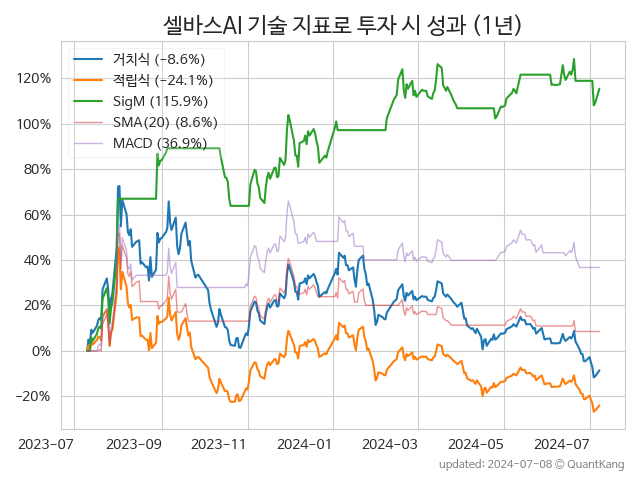 셀바스AI 기술 지표로 투자 시 성과 (1년)
거치식 (−8.6%)
적립식 (−24.1%)
SigM (115.9%)
SMA(20) (8.6%)
MACD (36.9%)
120%
100%
80%
60%
40%
20%
0%
−20%
2023-07
2023-09
2023-11
2024-01
2024-03
2024-05
2024-07
updated: 2024-07-08 © QuantKang